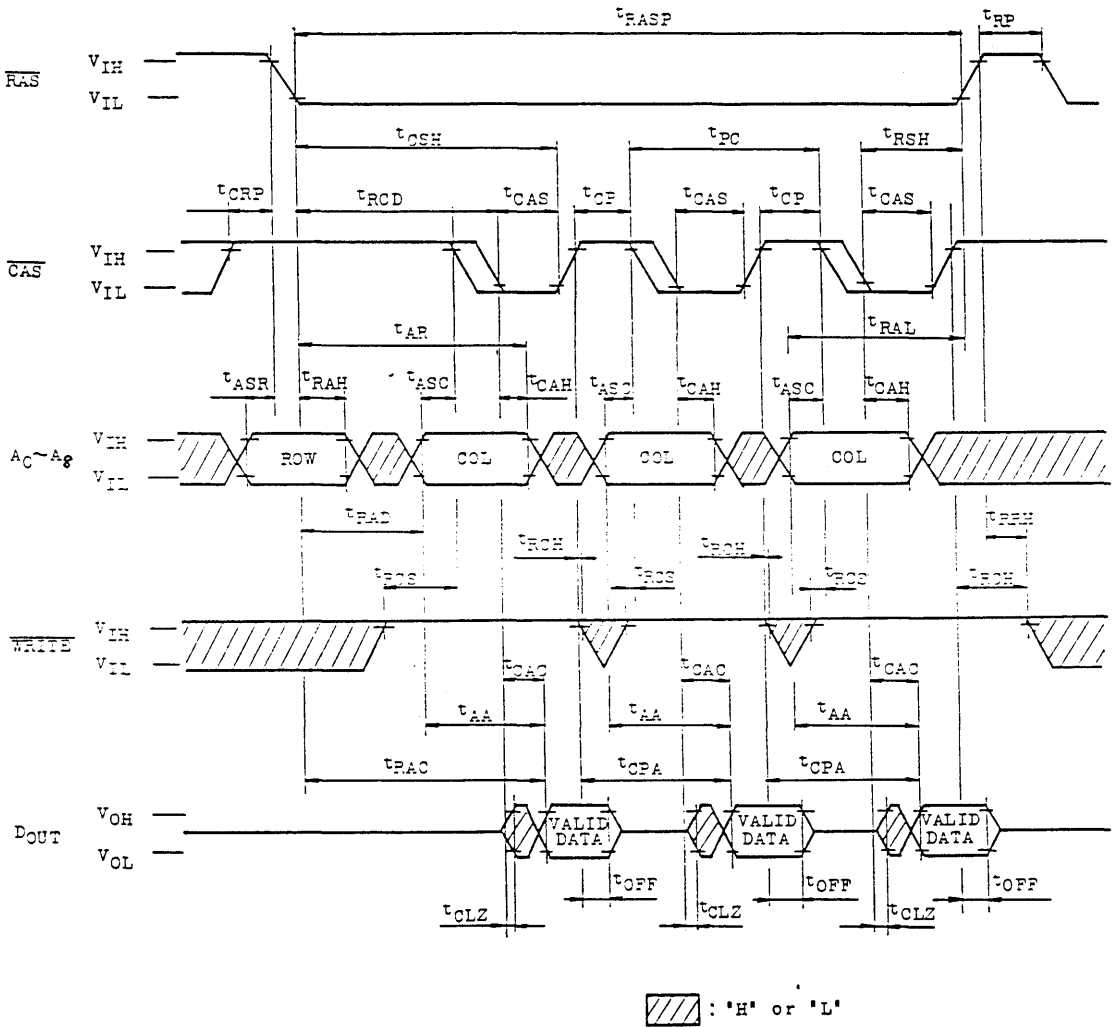 tRASP tRP
RAS VIH
VIL
tCSH tPC tRSH
tCRP tRCD tCAS tCP tCAS tCP tCAS
CAS VIH
VIL
tAR tRAL
tASR tRAH tASC tCAH tASC tCAH tASC tCAH
A0~A8 VIH ROW COL COL COL
VIL
tRAD tRRH
tRCH tRCH
tRCS tRCS tRCS tRCH
WRITE VIH
VIL
tCAC tCAC tCAC
tAA tAA tAA
tRAC tCPA tCPA
DOUT VOH VALID DATA VALID DATA VALID DATA
VOL
tOFF tOFF tOFF
tCLZ tCLZ tCLZ
: "H" or "L"